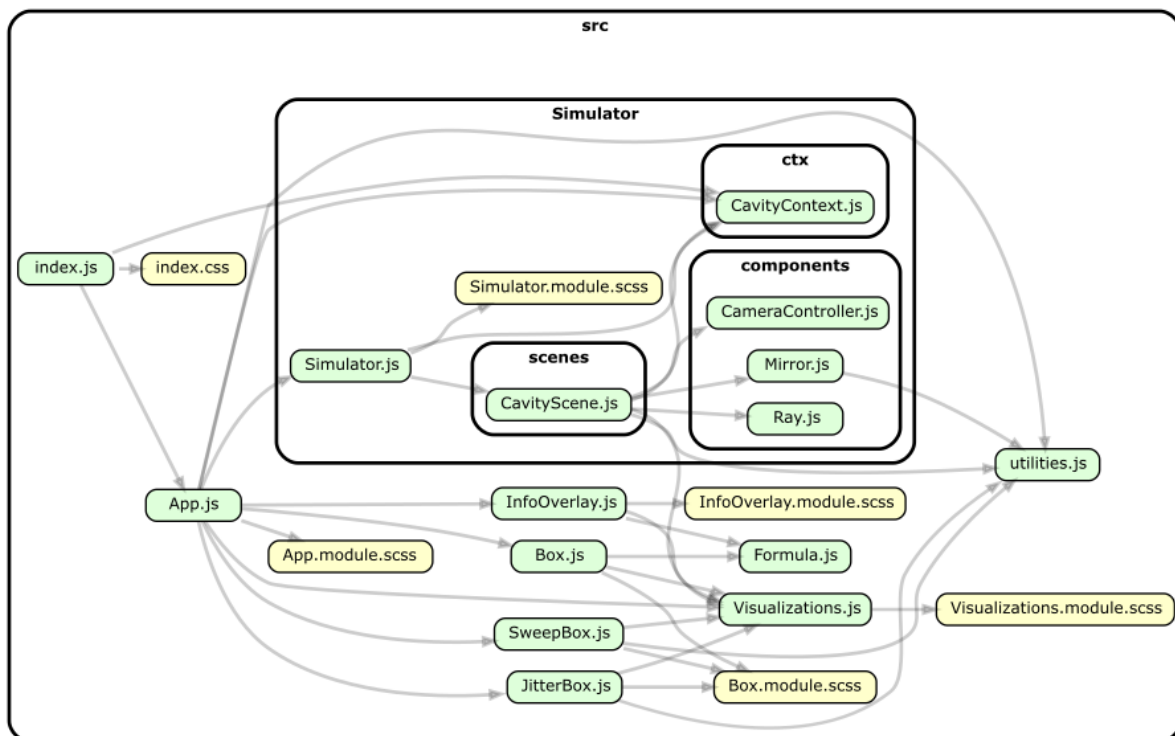 src
Simulator
ctx
CavityContext.js
index.js
index.css
components
Simulator.module.scss
CameraController.js
Simulator.js
scenes
Mirror.js
CavityScene.js
Ray.js
utilities.js
App.js
InfoOverlay.js
InfoOverlay.module.scss
App.module.scss
Box.js
Formula.js
Visualizations.js
Visualizations.module.scss
SweepBox.js
JitterBox.js
Box.module.scss